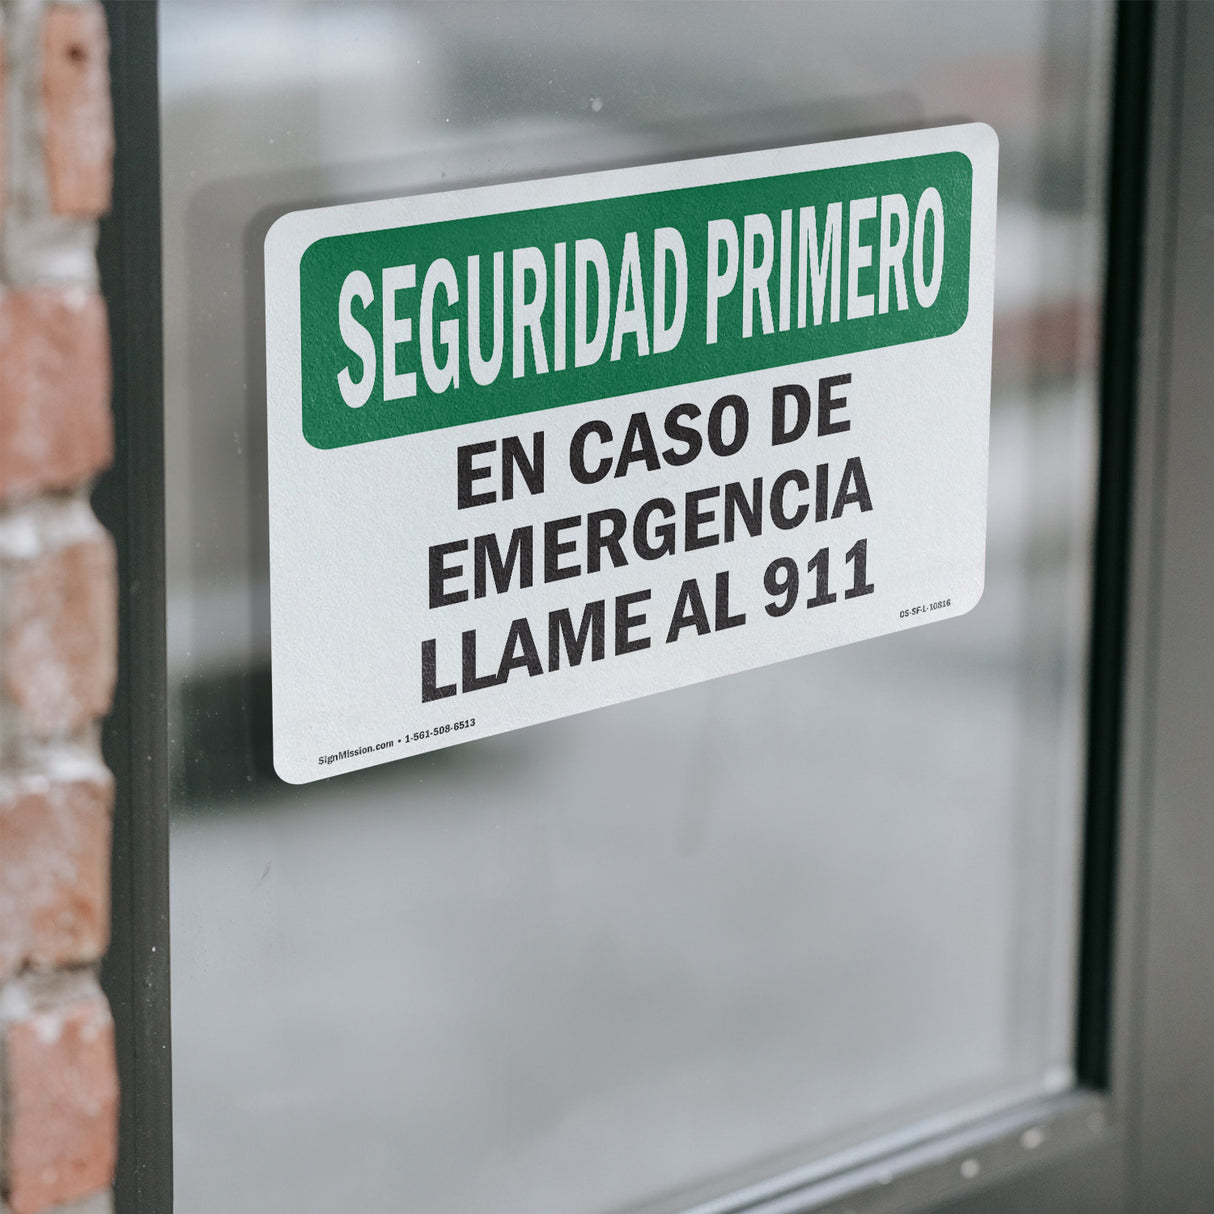 SEGURIDAD PRIMERO
EN CASO DE
EMERGENCIA
LLAME AL 911
OS-SF-L-10816
SignMission.com • 1-561-508-6513